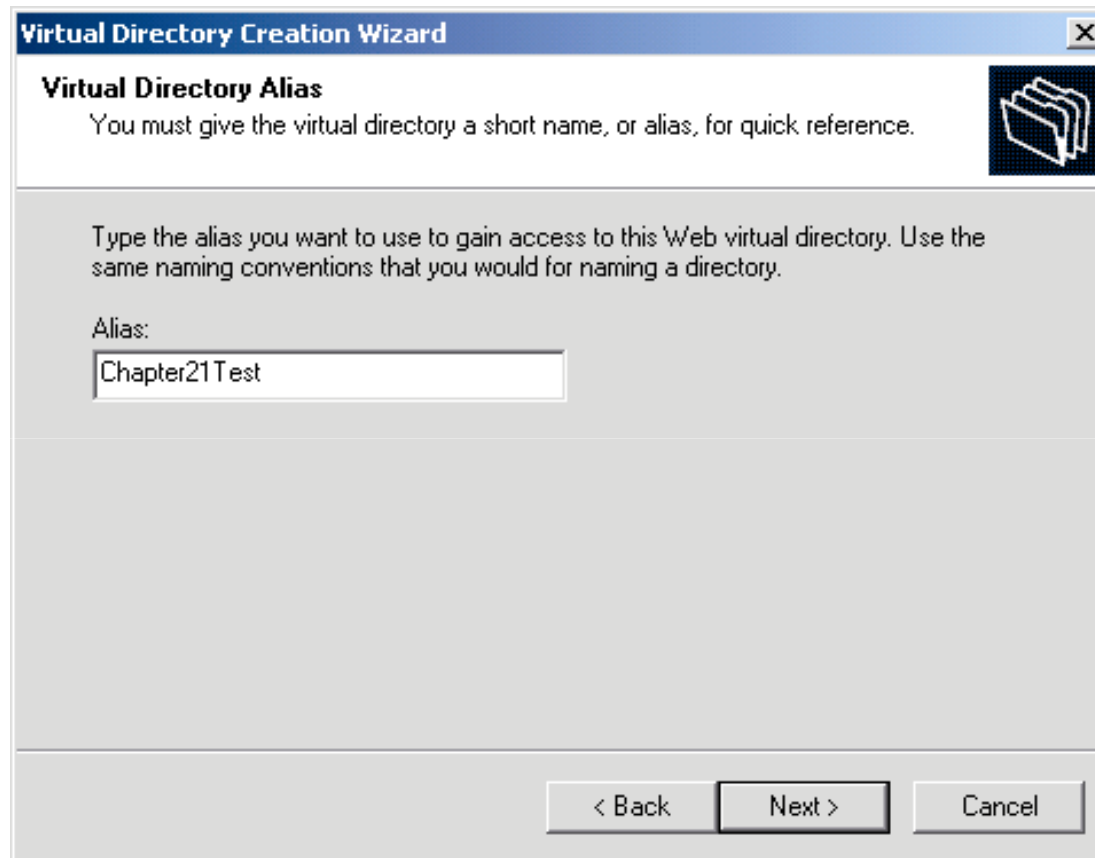 Virtual Directory Creation Wizard
Virtual Directory Alias
You must give the virtual directory a short name, or alias, for quick reference.
Type the alias you want to use to gain access to this Web virtual directory. Use the
same naming conventions that you would for naming a directory.
Alias:
Chapter21Test
< Back Next > Cancel